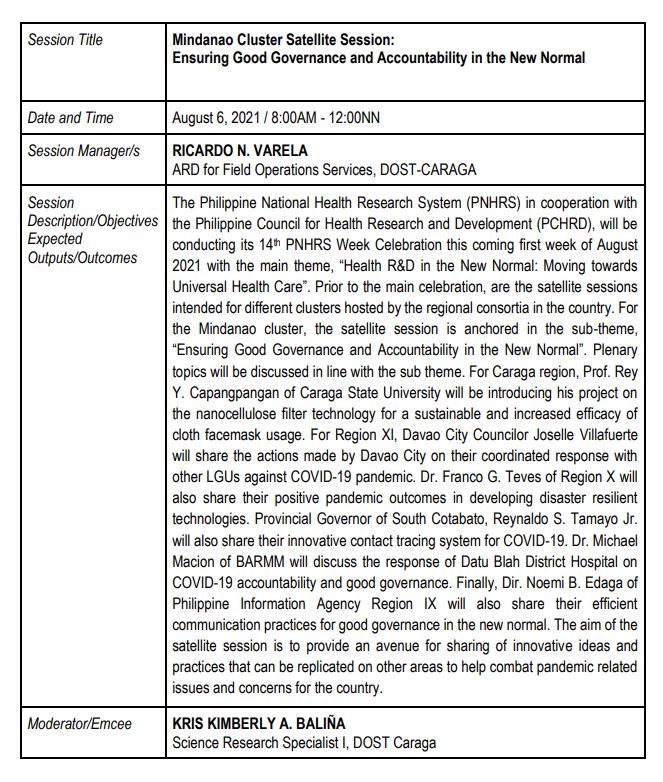 Session Title
Mindanao Cluster Satellite Session:
Ensuring Good Governance and Accountability in the New Normal
Date and Time
August 6, 2021 / 8:00AM - 12:00NN
Session Manager/s
RICARDO N. VARELA
ARD for Field Operations Services, DOST-CARAGA
Session
Description/Objectives
Expected
Outputs/Outcomes
The Philippine National Health Research System (PNHRS) in cooperation with
the Philippine Council for Health Research and Development (PCHRD), will be
conducting its 14th PNHRS Week Celebration this coming first week of August
2021 with the main theme, “Health R&D in the New Normal: Moving towards
Universal Health Care”. Prior to the main celebration, are the satellite sessions
intended for different clusters hosted by the regional consortia in the country. For
the Mindanao cluster, the satellite session is anchored in the sub-theme,
“Ensuring Good Governance and Accountability in the New Normal”. Plenary
topics will be discussed in line with the sub theme. For Caraga region, Prof. Rey
Y. Capangpangan of Caraga State University will be introducing his project on
the nanocellulose filter technology for a sustainable and increased efficacy of
cloth facemask usage. For Region XI, Davao City Councilor Joselle Villafuerte
will share the actions made by Davao City on their coordinated response with
other LGUs against COVID-19 pandemic. Dr. Franco G. Teves of Region X will
also share their positive pandemic outcomes in developing disaster resilient
technologies. Provincial Governor of South Cotabato, Reynaldo S. Tamayo Jr.
will also share their innovative contact tracing system for COVID-19. Dr. Michael
Macion of BARMM will discuss the response of Datu Blah District Hospital on
COVID-19 accountability and good governance. Finally, Dir. Noemi B. Edaga of
Philippine Information Agency Region IX will also share their efficient
communication practices for good governance in the new normal. The aim of the
satellite session is to provide an avenue for sharing of innovative ideas and
practices that can be replicated on other areas to help combat pandemic related
issues and concerns for the country.
Moderator/Emcee
KRIS KIMBERLY A. BALIÑA
Science Research Specialist I, DOST Caraga